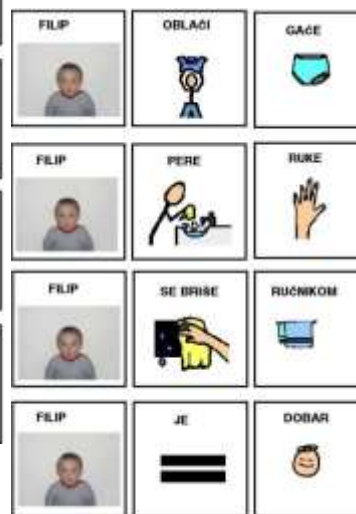 FILIP OBLAČI GAĆE
FILIP PERE RUKE
FILIP SE BRIŠE RUČNIKOM
FILIP JE DOBAR